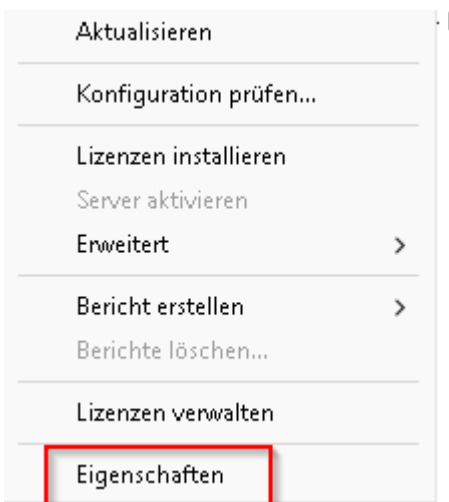 Aktualisieren
Konfiguration prüfen...
Lizenzen installieren
Server aktivieren
Erweitert
Bericht erstellen
Berichte löschen...
Lizenzen verwalten
Eigenschaften